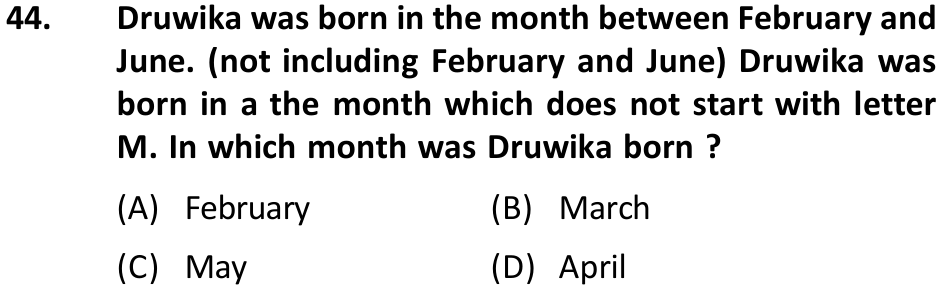 44. Druwika was born in the month between February and
June. (not including February and June) Druwika was
born in a the month which does not start with letter
M. In which month was Druwika born ?
(A) February (B) March
(C) May (D) April